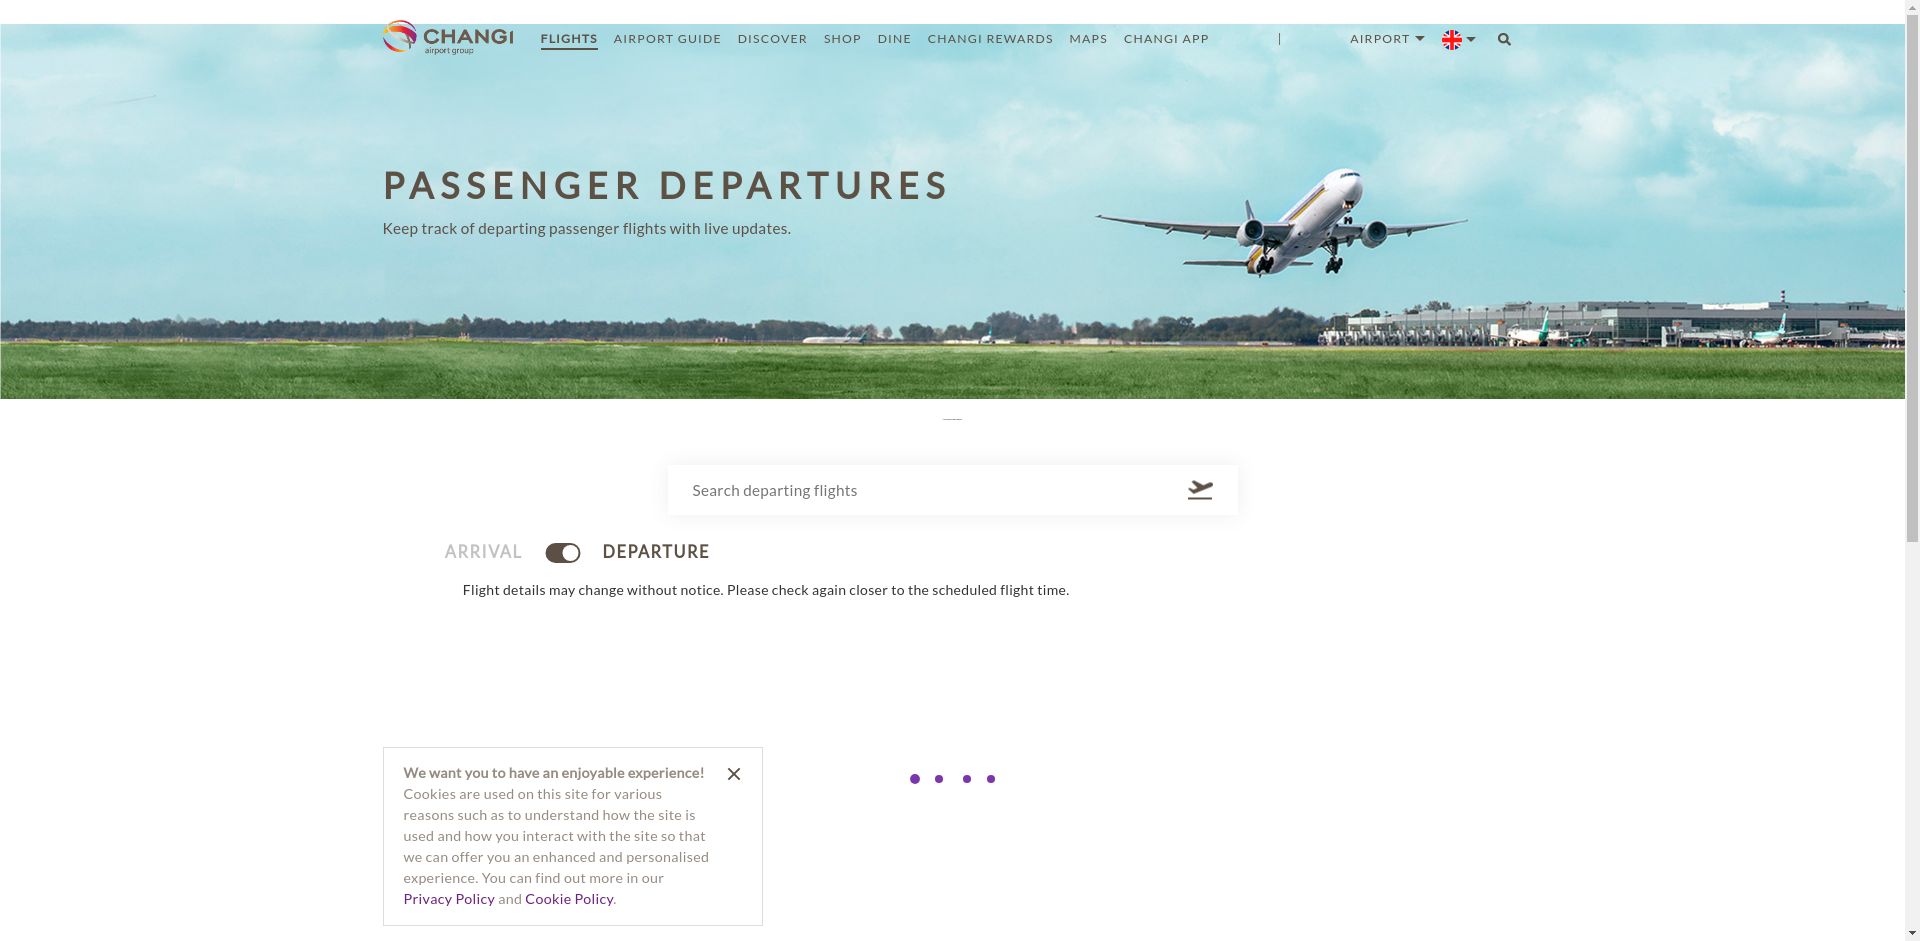 CHANGI
airport group
FLIGHTS AIRPORT GUIDE DISCOVER SHOP DINE CHANGI REWARDS MAPS CHANGI APP | AIRPORT
PASSENGER DEPARTURES
Keep track of departing passenger flights with live updates.
Search departing flights
ARRIVAL DEPARTURE
Flight details may change without notice. Please check again closer to the scheduled flight time.
We want you to have an enjoyable experience!
Cookies are used on this site for various
reasons such as to understand how the site is
used and how you interact with the site so that
we can offer you an enhanced and personalised
experience. You can find out more in our
Privacy Policy and Cookie Policy.